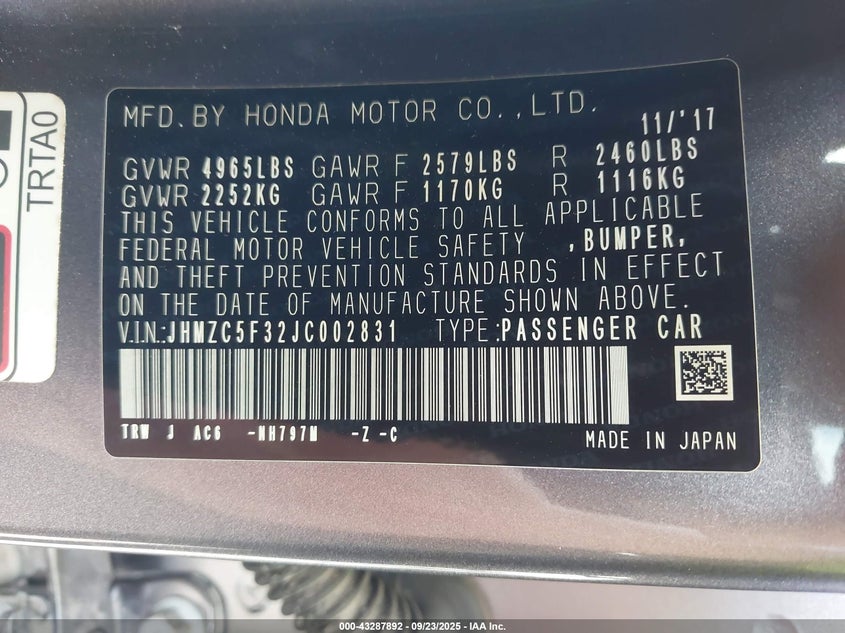 TRTA0
MFD.BY HONDA MOTOR CO.,LTD. 11/'17
GVWR 4965LBS GAWR F 2579LBS R 2460LBS
GVWR 2252KG GAWR F 1170KG R 1116KG
THIS VEHICLE CONFORMS TO ALL APPLICABLE
FEDERAL MOTOR VEHICLE SAFETY ,BUMPER,
AND THEFT PREVENTION STANDARDS IN EFFECT
ON THE DATE OF MANUFACTURE SHOWN ABOVE.
V.I.N.:JHMZC5F32JC002831 TYPE:PASSENGER CAR
TRW J AC6 -NH797M -Z -C
MADE IN JAPAN
000-43287892 - 09/23/2025 - IAA Inc.